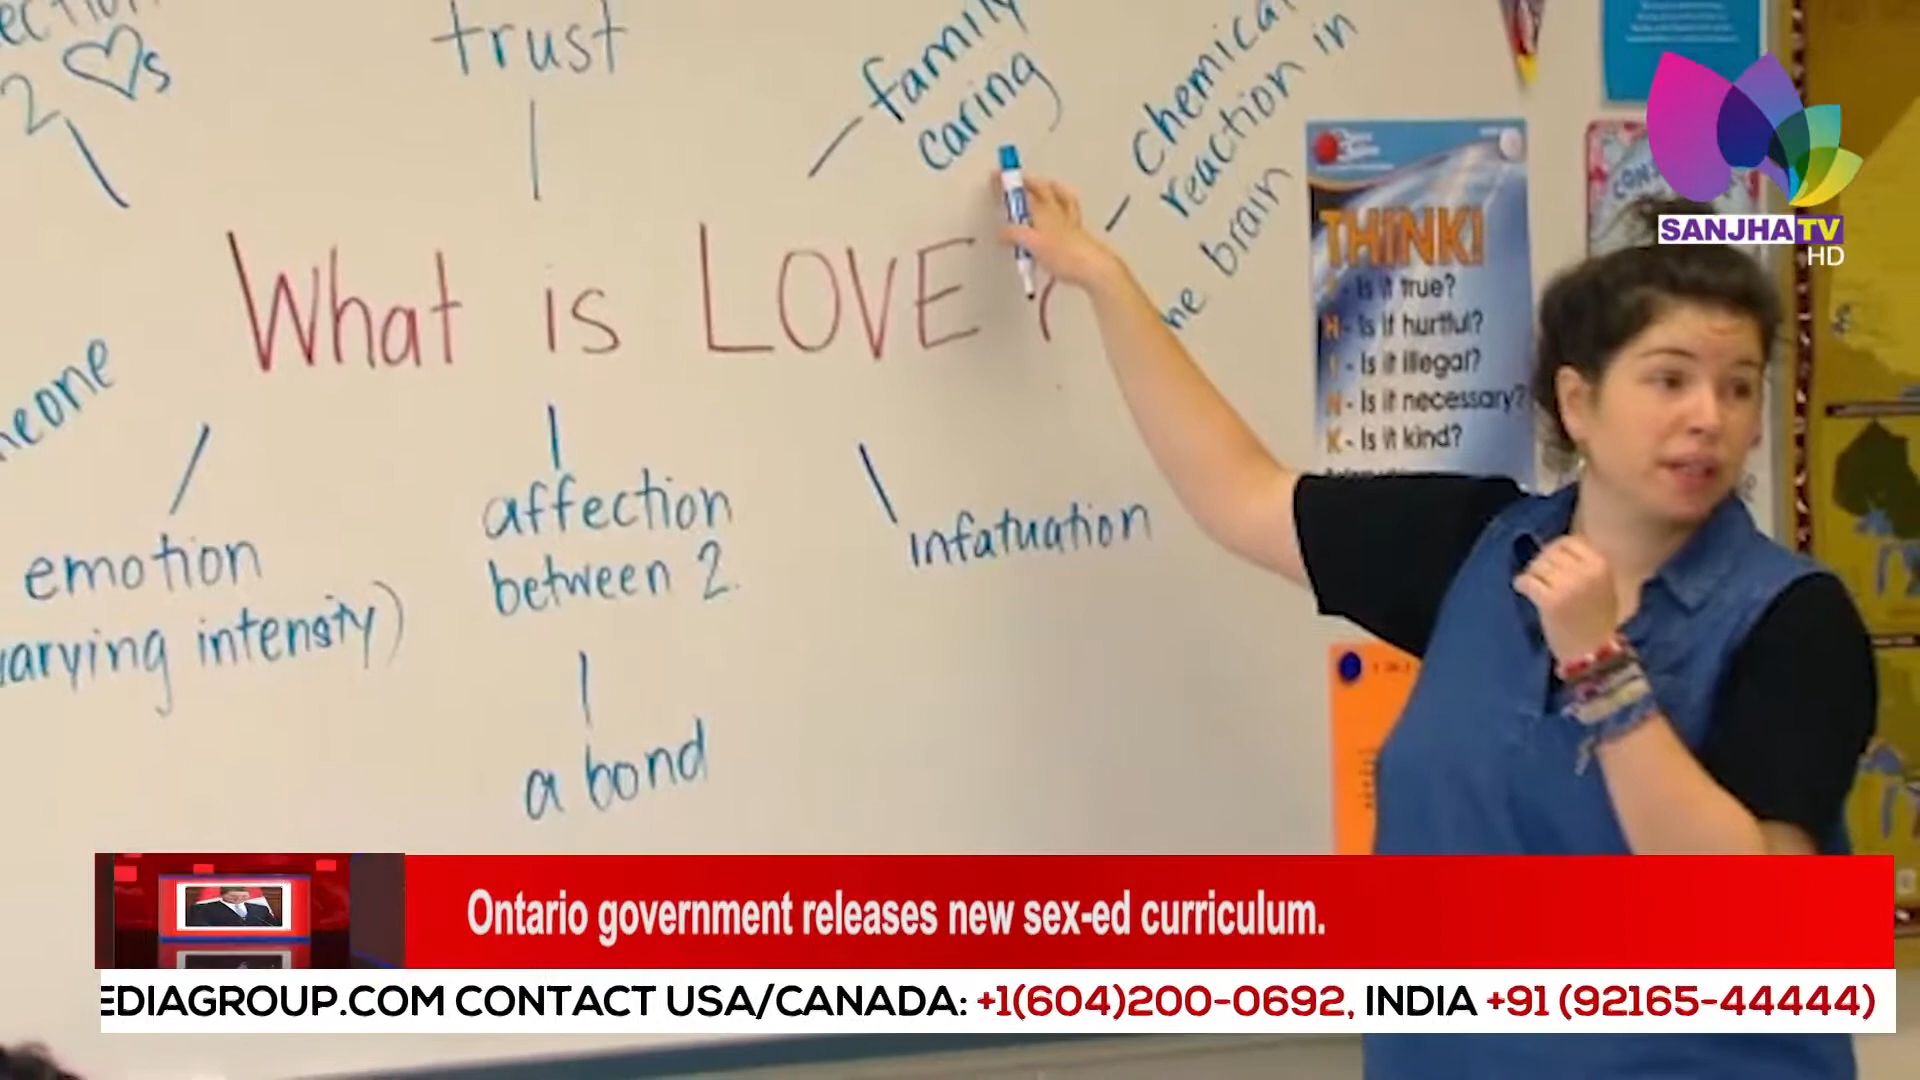 2 ♡s
trust
family
caring
chemical
reaction in
brain
What is LOVE?
emotion
varying intensity)
affection
between 2.
a bond
infatuation
THINK!
Is it true?
H - Is it hurtful?
I - Is it illegal?
N - Is it necessary?
K - Is it kind?
SANJHA TV
HD
Ontario government releases new sex-ed curriculum.
EDIAGROUP.COM CONTACT USA/CANADA: +1(604)200-0692, INDIA +91 (92165-44444)